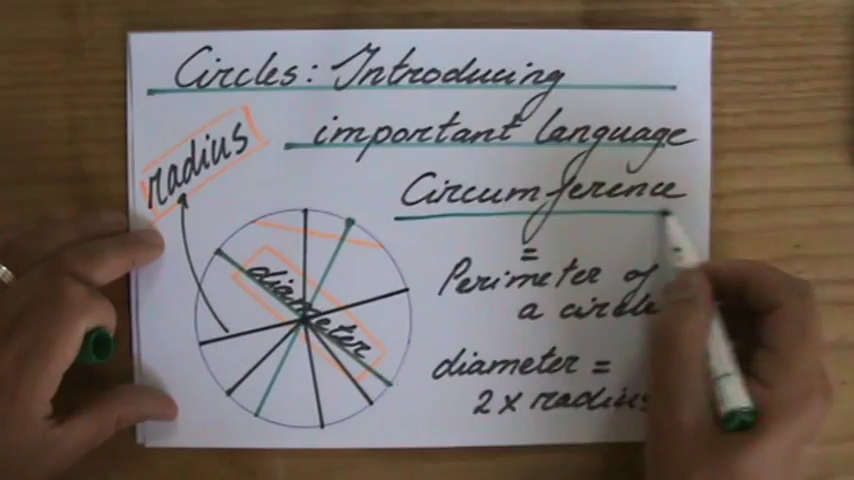 Circles: Introducing
important language
radius
Circumference
=
Perimeter of
a circle
diameter
diameter =
2 x radius